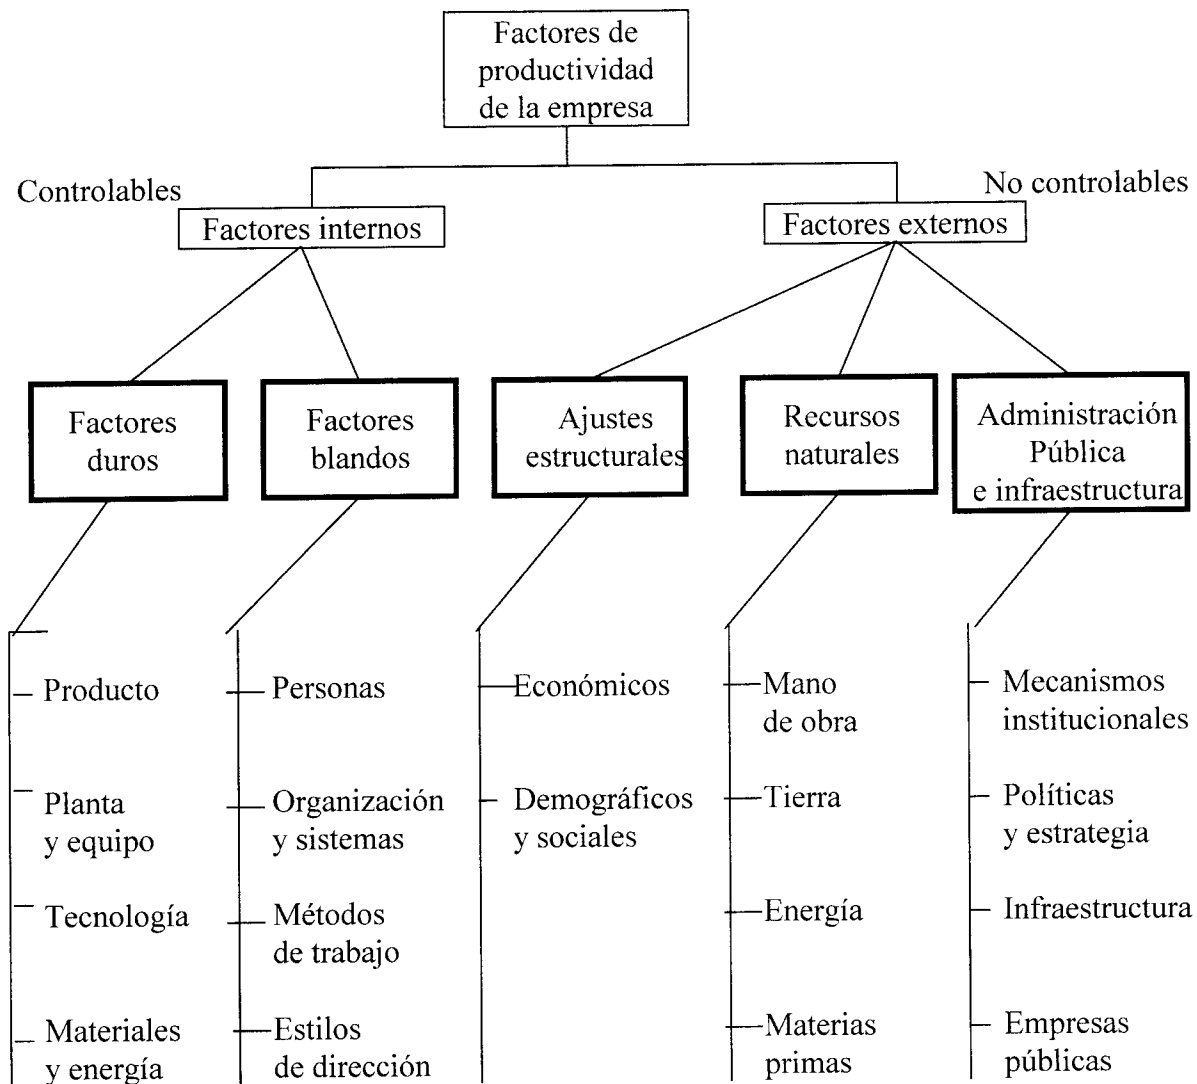 Factores de
productividad
de la empresa
Controlables
No controlables
Factores internos
Factores externos
Factores
duros
Factores
blandos
Ajustes
estructurales
Recursos
naturales
Administración
Pública
e infraestructura
Producto
Planta
y equipo
Tecnología
Materiales
y energía
Personas
Organización
y sistemas
Métodos
de trabajo
Estilos
de dirección
Económicos
Demográficos
y sociales
Mano
de obra
Tierra
Energía
Materias
primas
Mecanismos
institucionales
Políticas
y estrategia
Infraestructura
Empresas
públicas